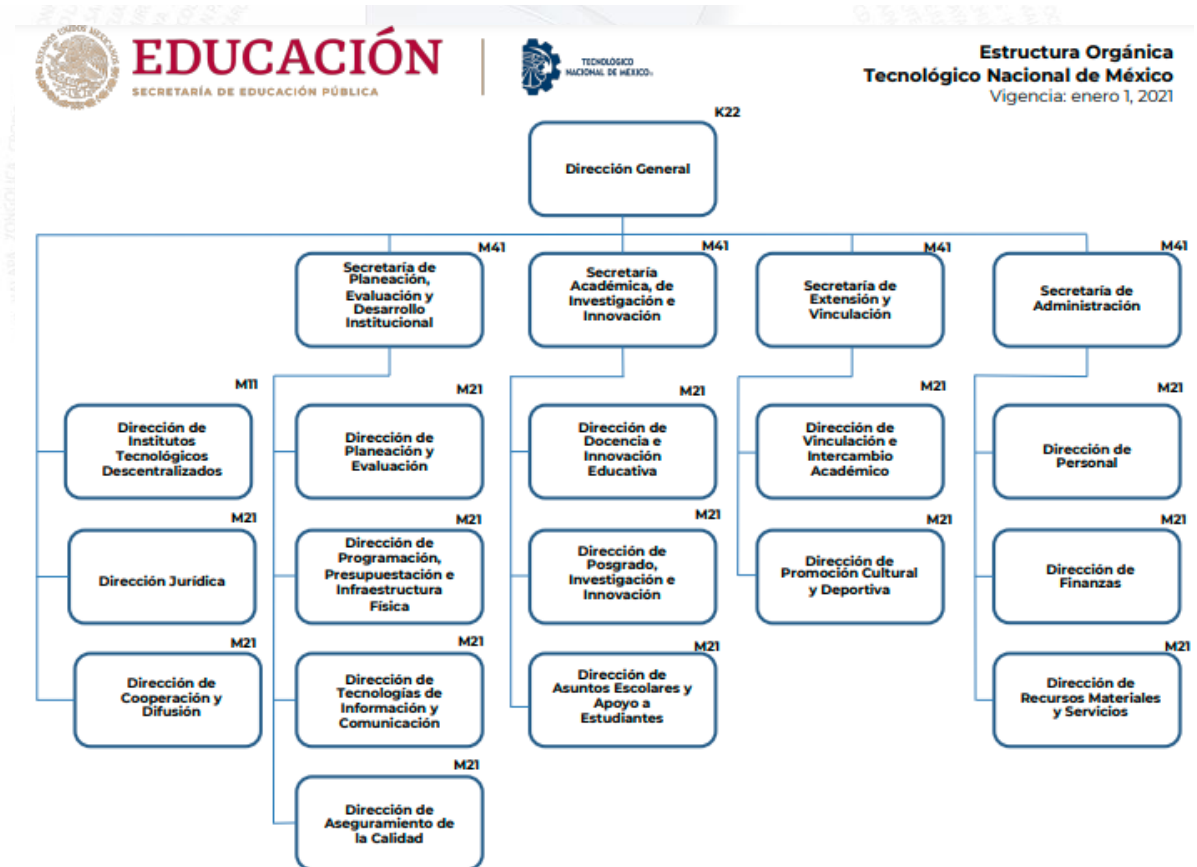 EDUCACIÓN
SECRETARÍA DE EDUCACIÓN PÚBLICA
TECNOLÓGICO
NACIONAL DE MÉXICO
Estructura Orgánica
Tecnológico Nacional de México
Vigencia: enero 1, 2021
K22
Dirección General
M41
Secretaría de
Planeación,
Evaluación y
Desarrollo
Institucional
M41
Secretaría
Académica, de
Investigación e
Innovación
M41
Secretaría de
Extensión y
Vinculación
M41
Secretaría de
Administración
M11
Dirección de
Institutos
Tecnológicos
Descentralizados
M21
Dirección de
Planeación y
Evaluación
M21
Dirección de
Docencia e
Innovación
Educativa
M21
Dirección de
Vinculación e
Intercambio
Académico
M21
Dirección de
Personal
M21
Dirección Jurídica
M21
Dirección de
Programación,
Presupuestación e
Infraestructura
Física
M21
Dirección de
Posgrado,
Investigación e
Innovación
M21
Dirección de
Promoción Cultural
y Deportiva
M21
Dirección de
Finanzas
M21
Dirección de
Cooperación y
Difusión
M21
Dirección de
Tecnologías de
Información y
Comunicación
M21
Dirección de
Asuntos Escolares y
Apoyo a
Estudiantes
M21
Dirección de
Recursos Materiales
y Servicios
M21
Dirección de
Aseguramiento de
la Calidad